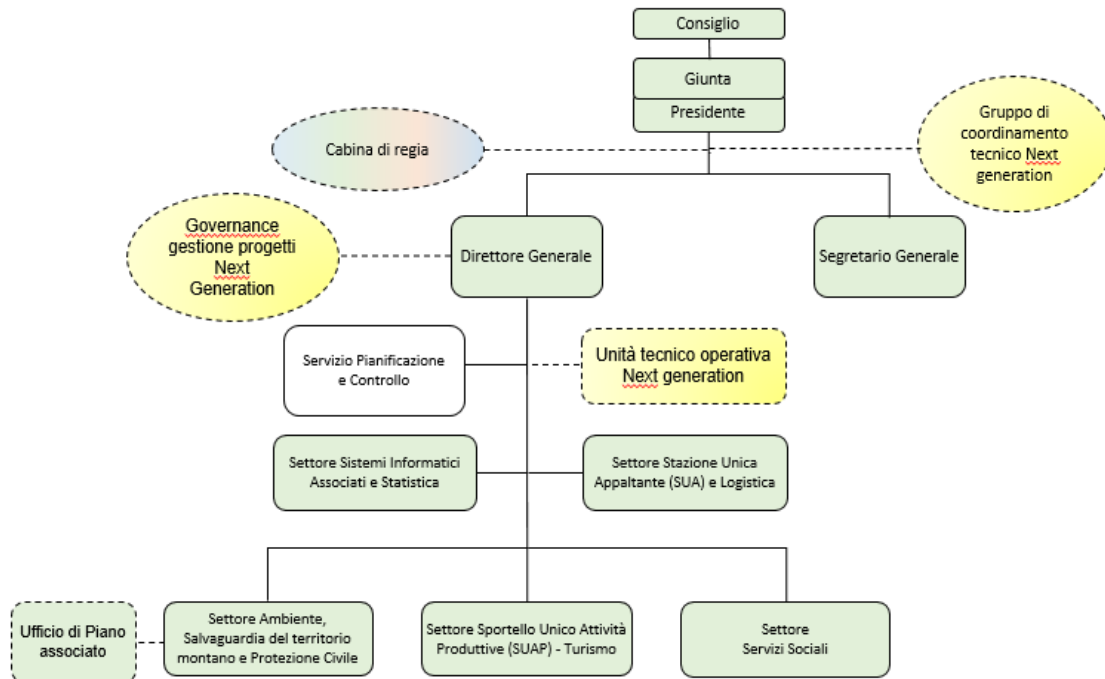 Consiglio
Giunta
Presidente
Cabina di regia
Gruppo di
coordinamento
tecnico Next
generation
Governance
gestione progetti
Next
Generation
Direttore Generale
Segretario Generale
Servizio Pianificazione
e Controllo
Unità tecnico operativa
Next generation
Settore Sistemi Informatici
Associati e Statistica
Settore Stazione Unica
Appaltante (SUA) e Logistica
Ufficio di Piano
associato
Settore Ambiente,
Salvaguardia del territorio
montano e Protezione Civile
Settore Sportello Unico Attività
Produttive (SUAP) - Turismo
Settore
Servizi Sociali